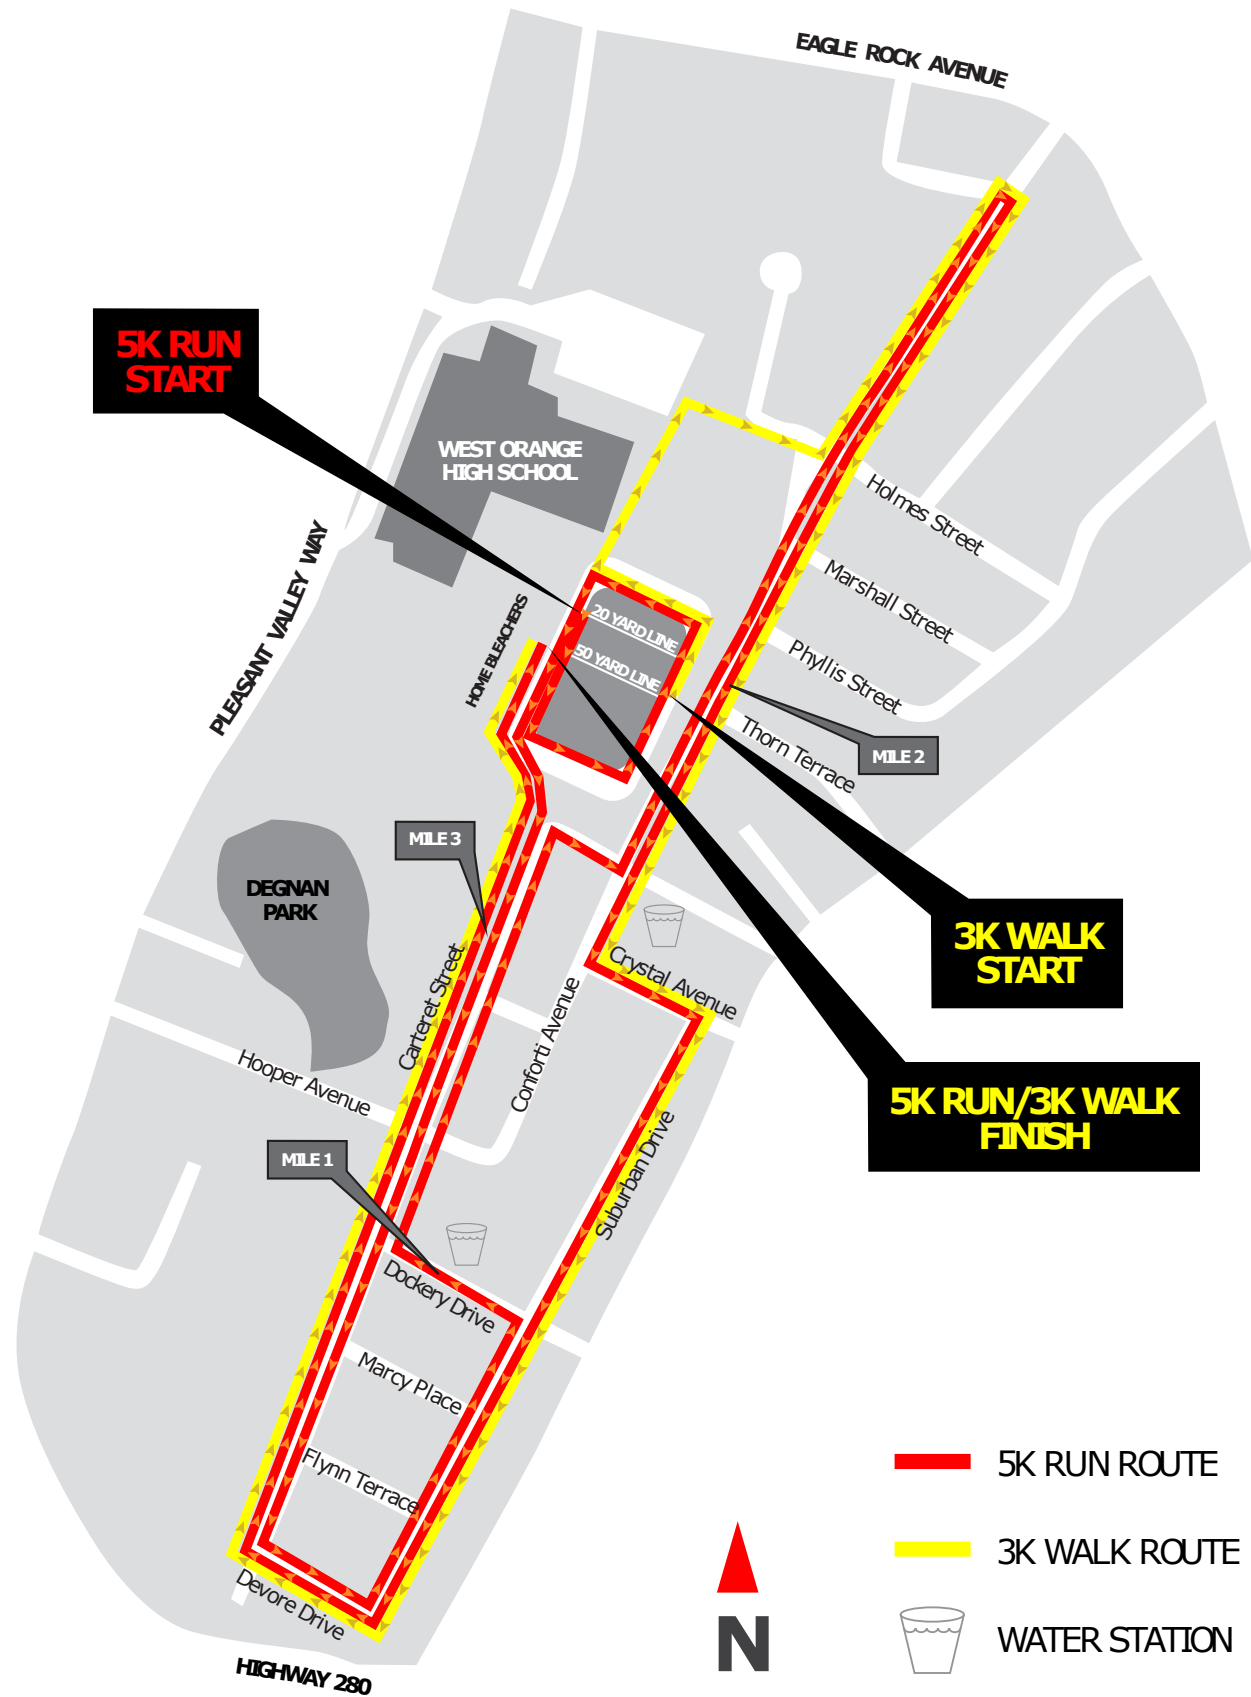 EAGLE ROCK AVENUE
5K RUN
START
WEST ORANGE
HIGH SCHOOL
Holmes Street
PLEASANT VALLEY WAY
Marshall Street
HOME BLEACHERS
20 YARD LINE
50 YARD LINE
Phyllis Street
Thorn Terrace
MILE 2
MILE 3
DEGNAN
PARK
3K WALK
START
Crystal Avenue
Carteret Street
Conforti Avenue
Hooper Avenue
5K RUN/3K WALK
FINISH
MILE 1
Suburban Drive
Dockery Drive
Marcy Place
Flynn Terrace
Devore Drive
HIGHWAY 280
5K RUN ROUTE
3K WALK ROUTE
WATER STATION
N